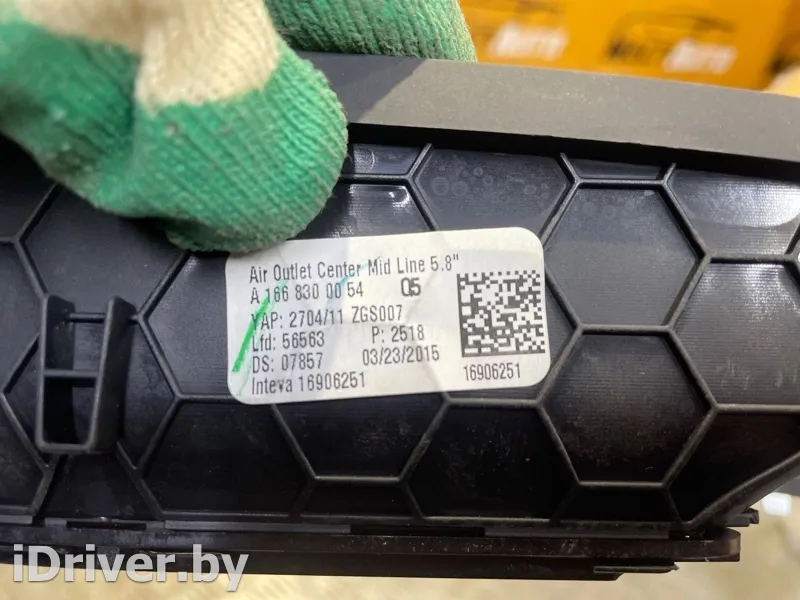 Air Outlet Center Mid Line 5.8"
A 166 830 00 54 05
YAP: 2704/11 ZGS007
Lfd: 56563 P: 2518
DS: 07857 03/23/2015
Inteva 16906251
16906251
iDriver.by